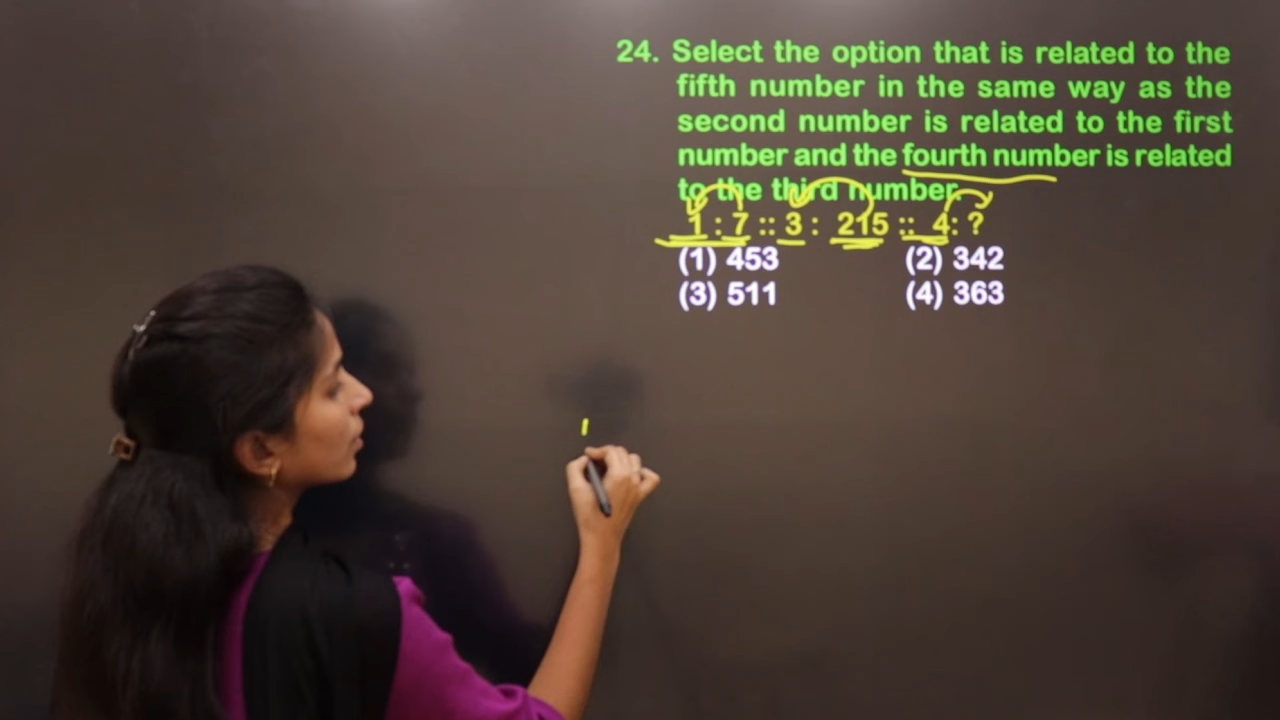 24. Select the option that is related to the
fifth number in the same way as the
second number is related to the first
number and the fourth number is related
to the third number.
1 : 7 :: 3 : 215 :: 4 : ?
(1) 453 (2) 342
(3) 511 (4) 363